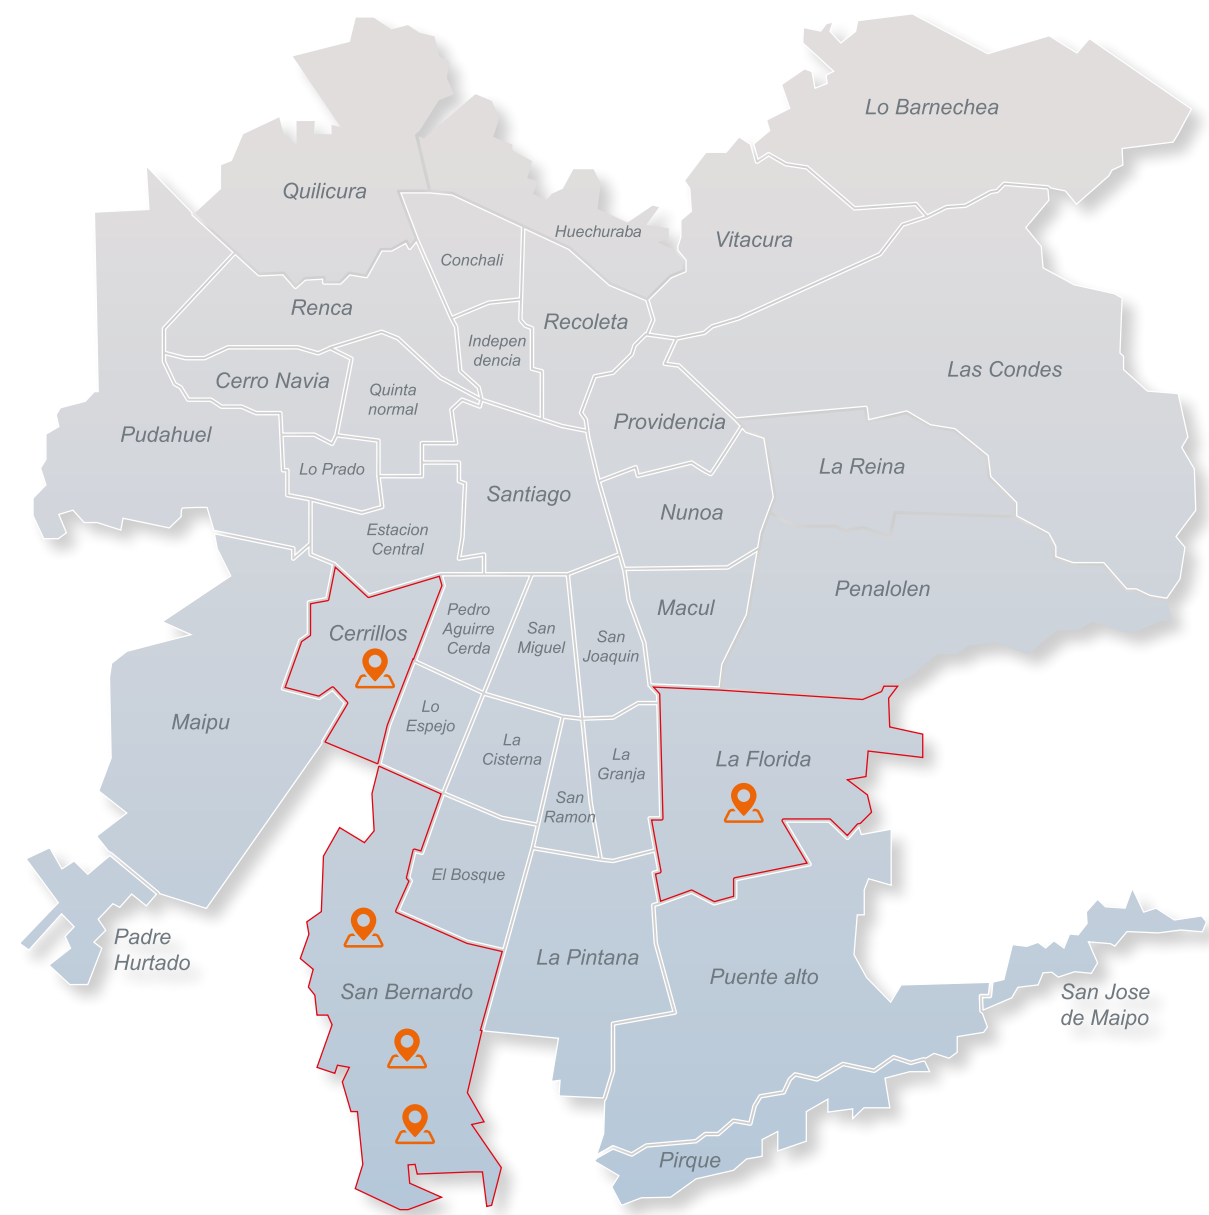 Lo Barnechea
Quilicura
Huechuraba
Vitacura
Conchali
Renca
Recoleta
Indepen
dencia
Las Condes
Cerro Navia
Quinta
normal
Providencia
Pudahuel
Lo Prado
La Reina
Santiago
Nunoa
Estacion
Central
Penalolen
Macul
Pedro
Aguirre
Cerda
San
Miguel
San
Joaquin
Cerrillos
Maipu
Lo
Espejo
La
Cisterna
La
Granja
La Florida
San
Ramon
El Bosque
Padre
Hurtado
La Pintana
Puente alto
San Bernardo
San Jose
de Maipo
Pirque